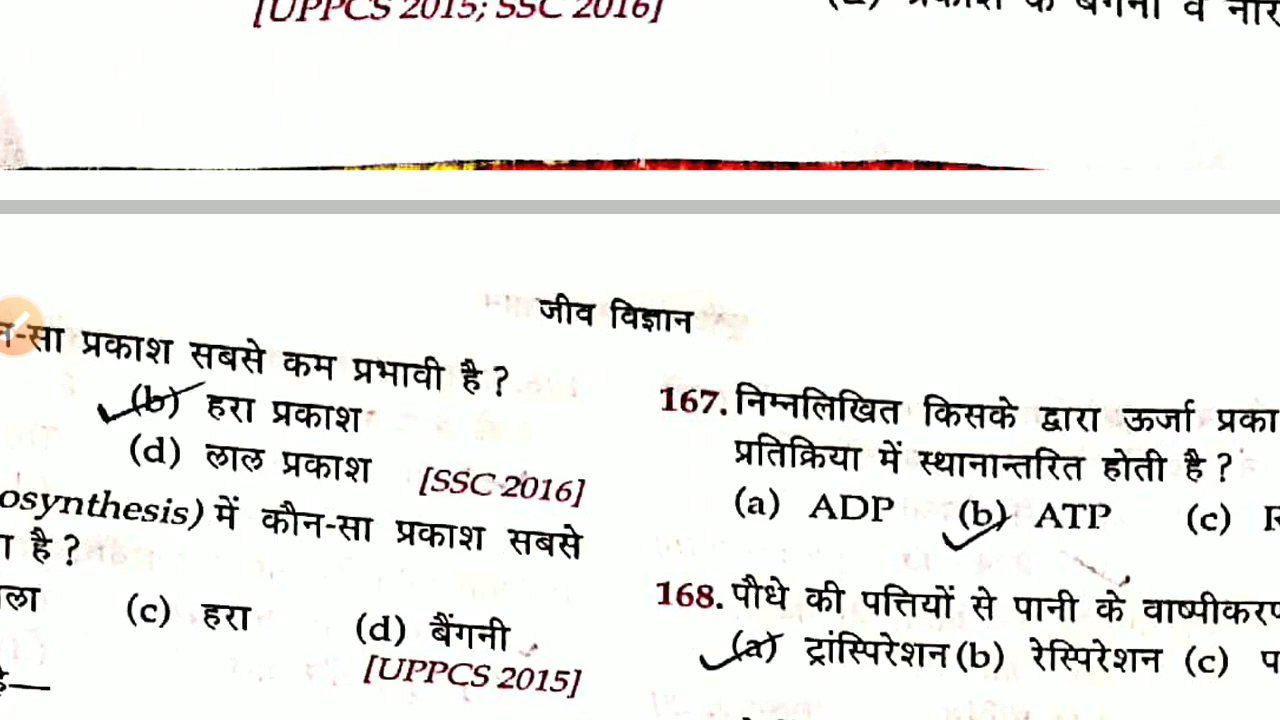 [UPPCS 2015; SSC 2016]
जीव विज्ञान
प्रकाश सबसे कम प्रभावी है ?
(b) हरा प्रकाश
(d) लाल प्रकाश [SSC 2016]
में कौन-सा प्रकाश सबसे
है ?
(c) हरा (d) बैंगनी
[UPPCS 2015]
167. निम्नलिखित किसके द्वारा ऊर्जा
प्रतिक्रिया में स्थानान्तरित होती है ?
(a) ADP (b) ATP (c)
168. पौधे की पत्तियों से पानी के
(a) ट्रांस्पिरेशन (b) रेस्पिरेशन (c)